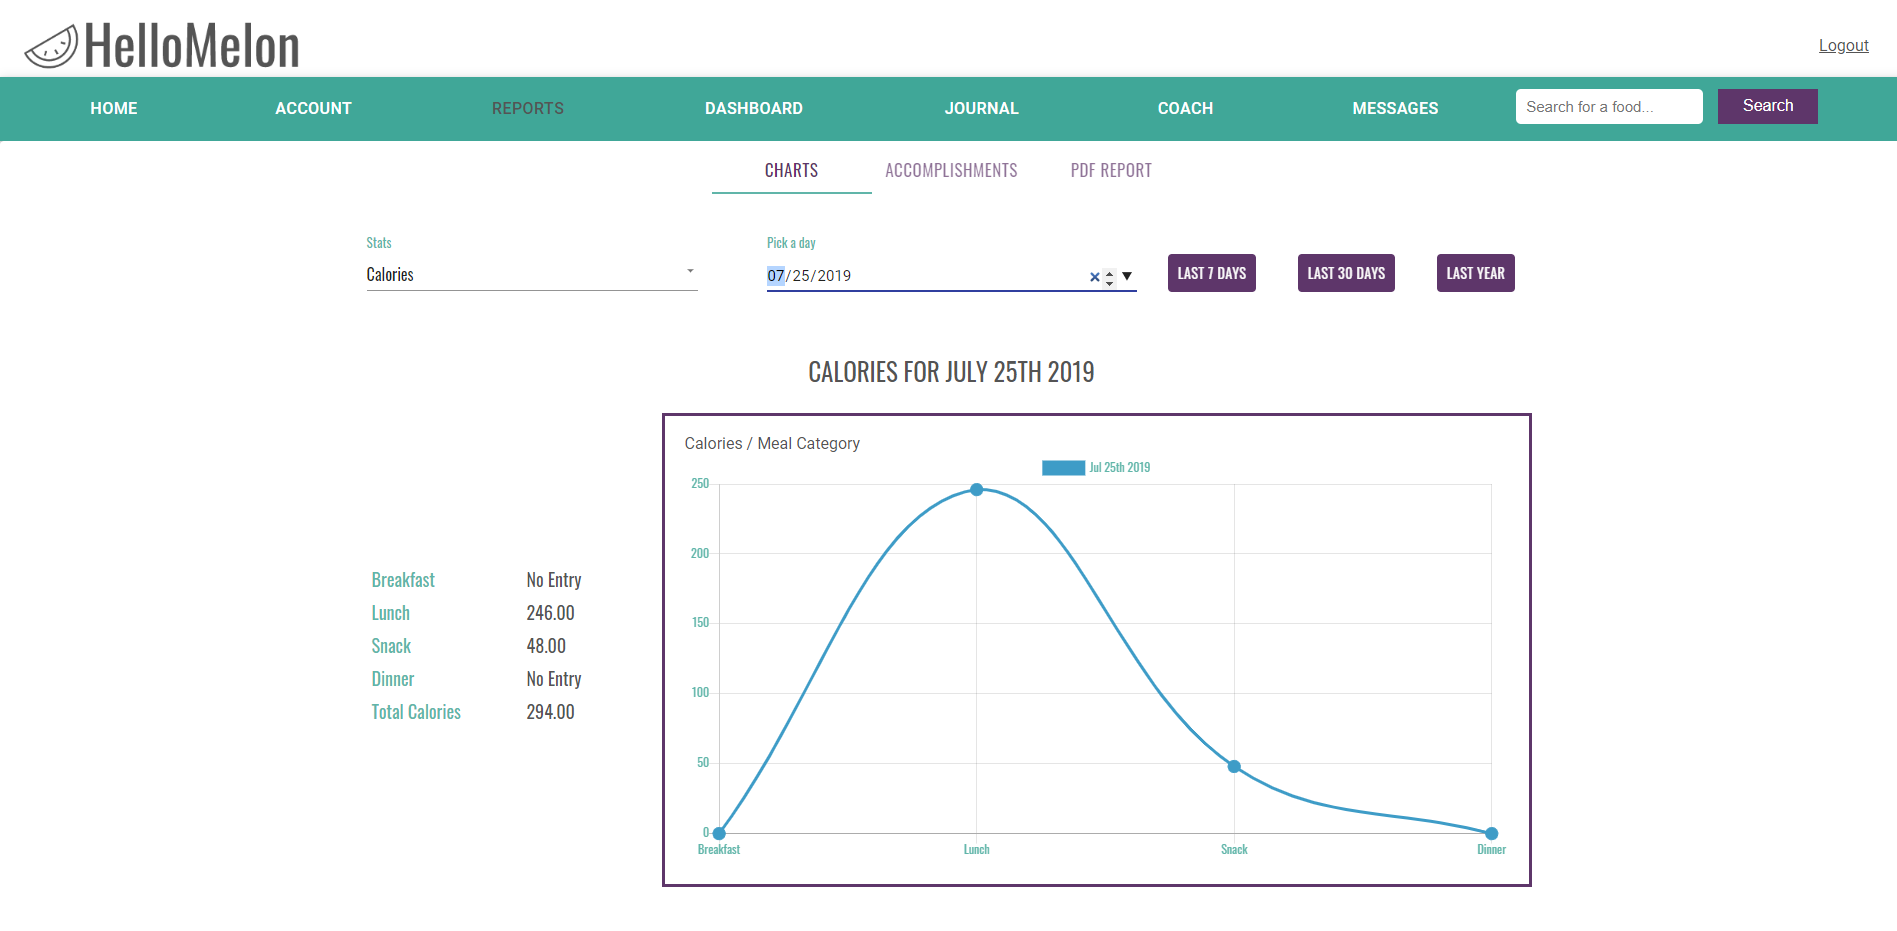 HelloMelon
Logout
HOME ACCOUNT REPORTS DASHBOARD JOURNAL COACH MESSAGES Search for a food... Search
CHARTS ACCOMPLISHMENTS PDF REPORT
Stats
Calories
Pick a day
07/25/2019
LAST 7 DAYS LAST 30 DAYS LAST YEAR
CALORIES FOR JULY 25TH 2019
Breakfast No Entry
Lunch 246.00
Snack 48.00
Dinner No Entry
Total Calories 294.00
Calories / Meal Category
Jul 25th 2019
250
200
150
100
50
0
Breakfast Lunch Snack Dinner